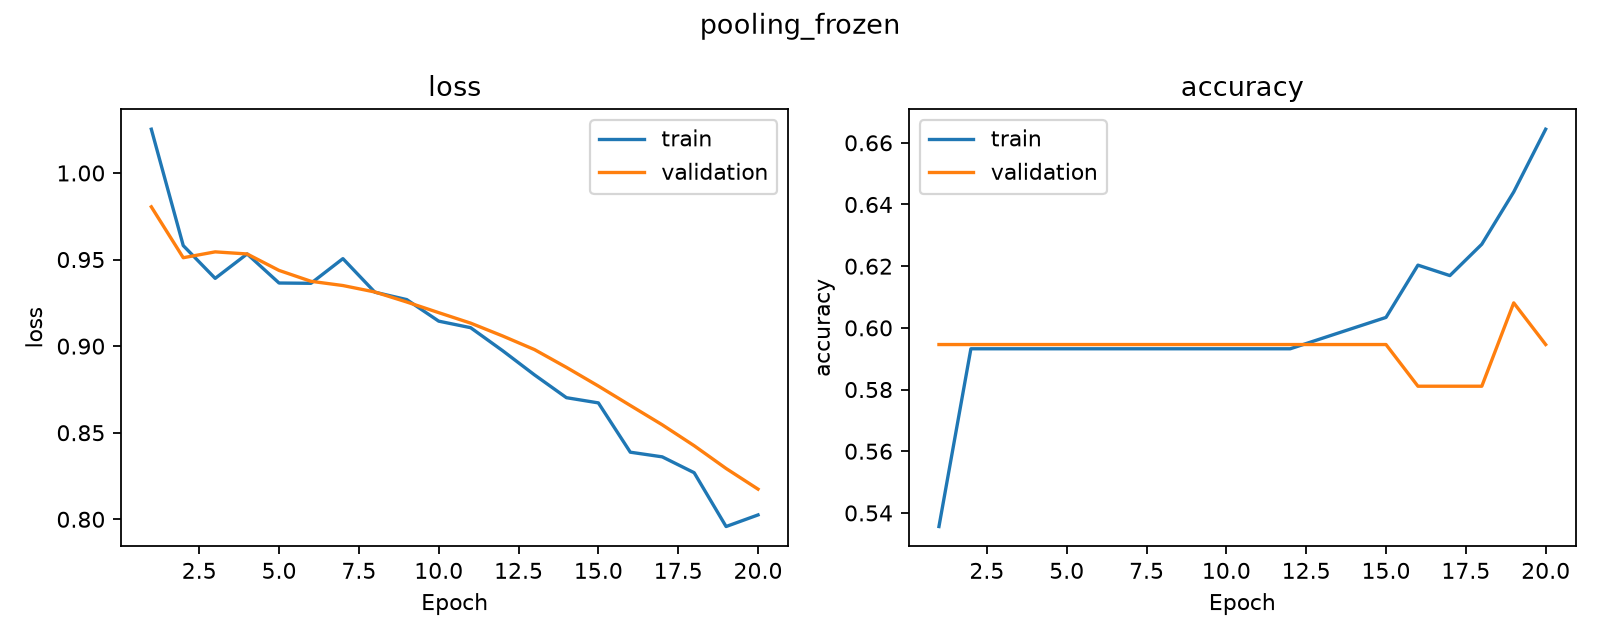 pooling_frozen
loss
train
validation
1.00
0.95
0.90
0.85
0.80
loss
2.5 5.0 7.5 10.0 12.5 15.0 17.5 20.0
Epoch
accuracy
train
validation
0.66
0.64
0.62
0.60
0.58
0.56
0.54
accuracy
2.5 5.0 7.5 10.0 12.5 15.0 17.5 20.0
Epoch